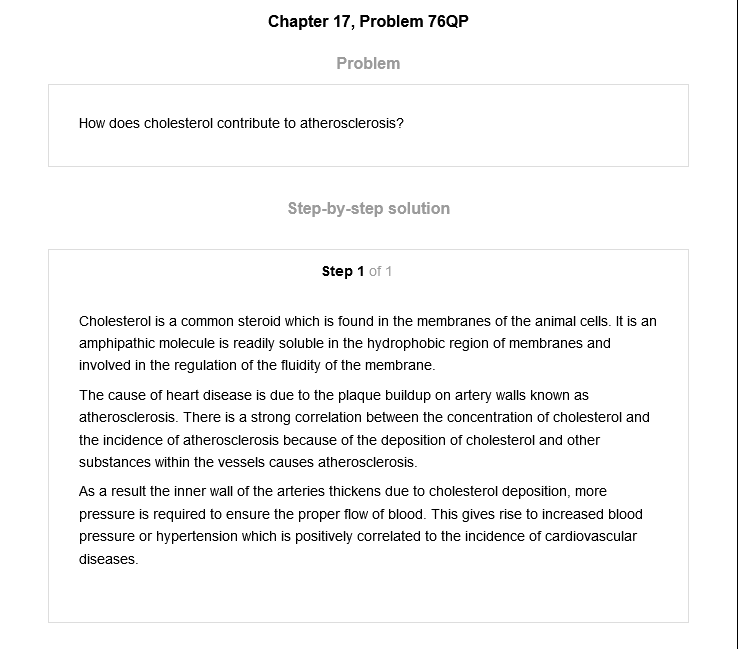 Chapter 17, Problem 76QP
Problem
How does cholesterol contribute to atherosclerosis?
Step-by-step solution
Step 1 of 1
Cholesterol is a common steroid which is found in the membranes of the animal cells. It is an
amphipathic molecule is readily soluble in the hydrophobic region of membranes and
involved in the regulation of the fluidity of the membrane.
The cause of heart disease is due to the plaque buildup on artery walls known as
atherosclerosis. There is a strong correlation between the concentration of cholesterol and
the incidence of atherosclerosis because of the deposition of cholesterol and other
substances within the vessels causes atherosclerosis.
As a result the inner wall of the arteries thickens due to cholesterol deposition, more
pressure is required to ensure the proper flow of blood. This gives rise to increased blood
pressure or hypertension which is positively correlated to the incidence of cardiovascular
diseases.